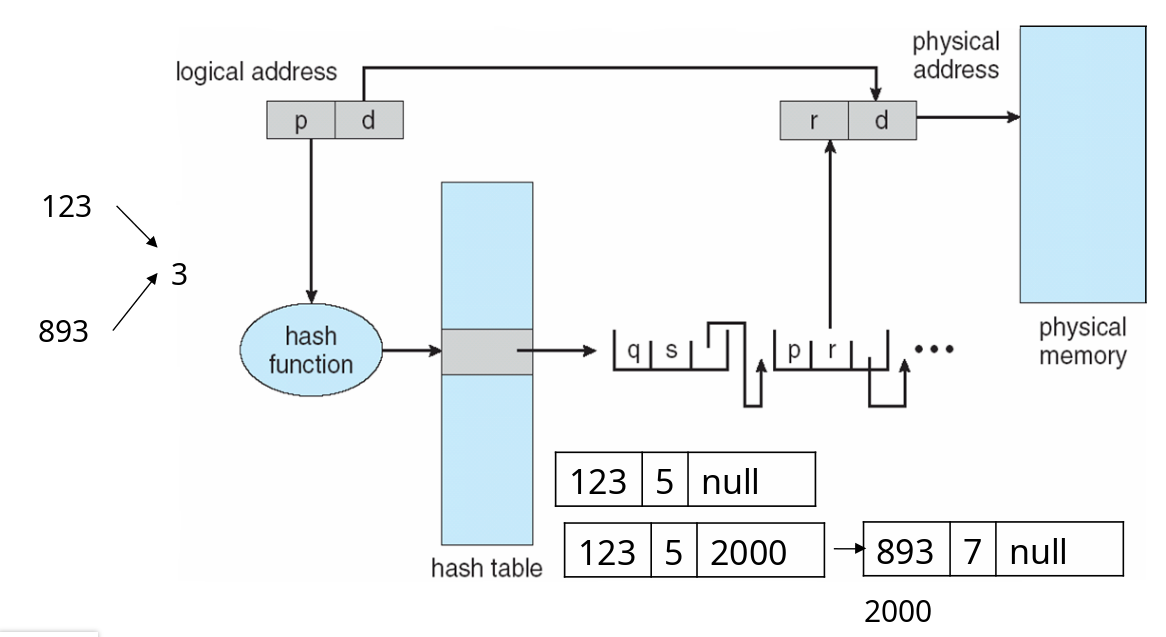 logical address
physical
address
p d
r d
123
3
893
hash
function
q s
p r
•••
physical
memory
123 5 null
123 5 2000
893 7 null
hash table
2000